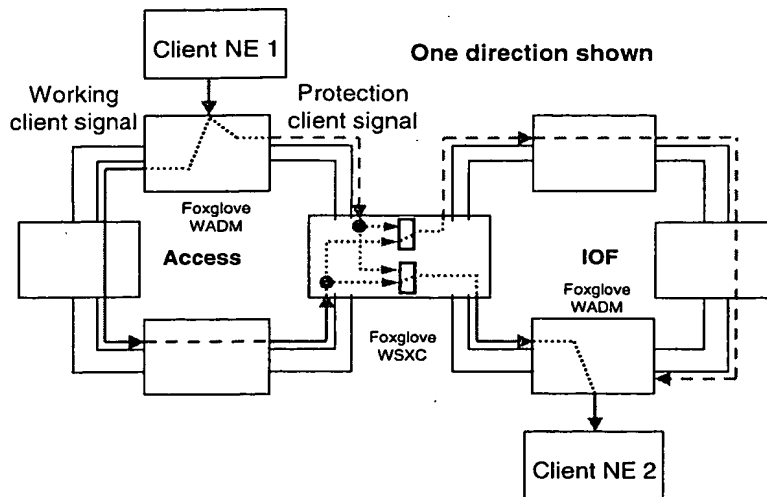 Client NE 1
One direction shown
Working
client signal
Protection
client signal
Foxglove
WADM
Access
IOF
Foxglove
WADM
Foxglove
WSXC
Client NE 2